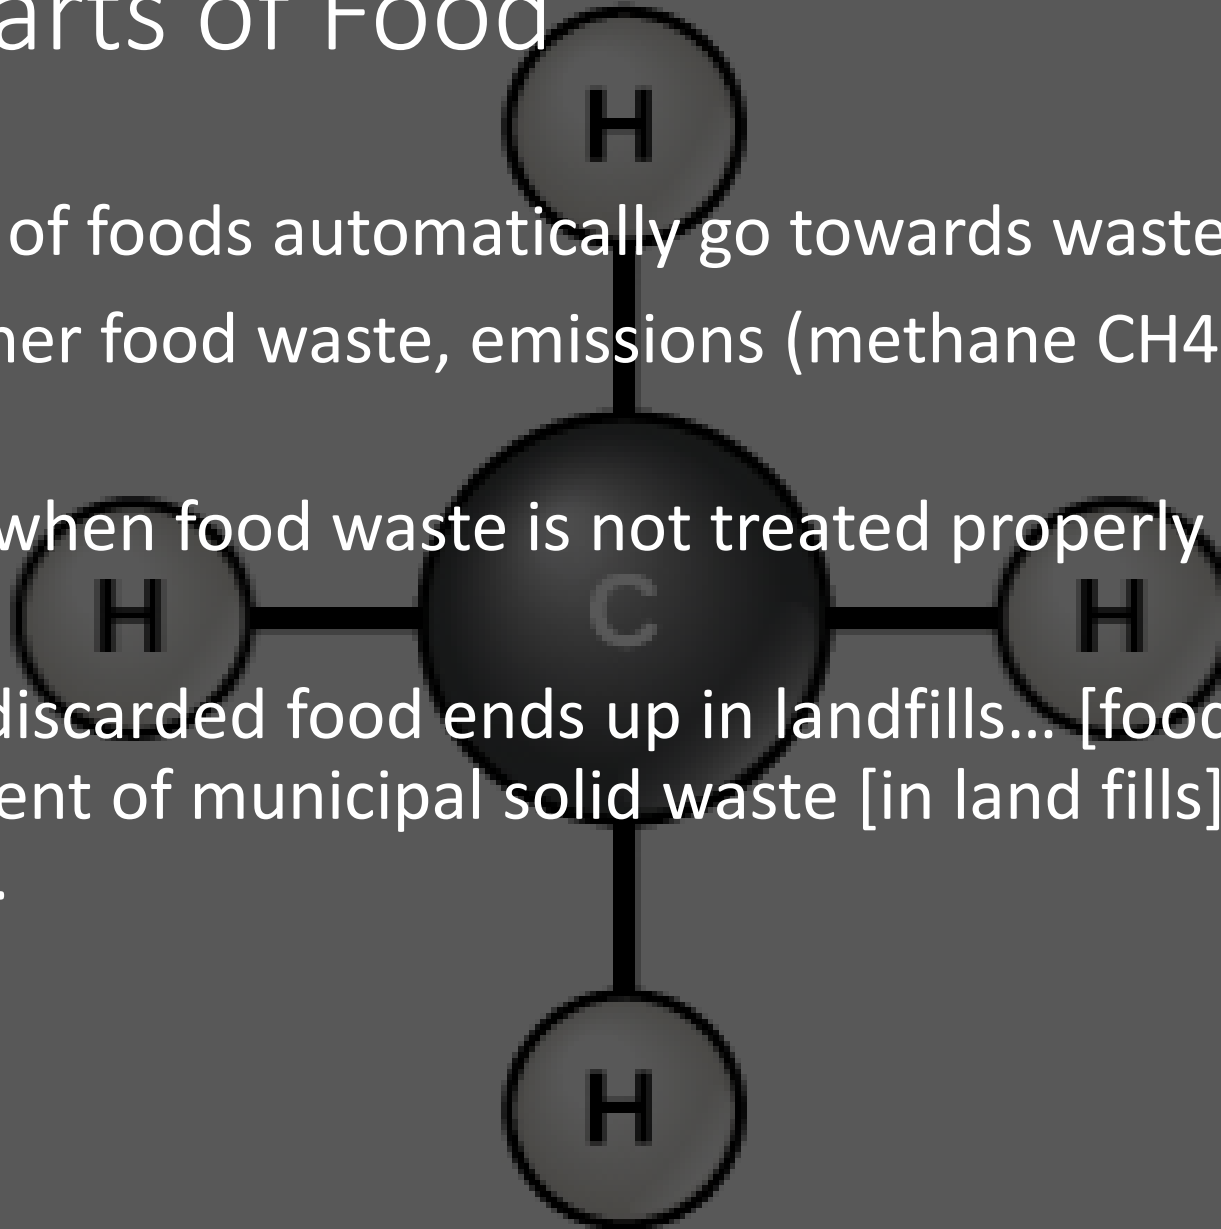 arts of Food
H
of foods automatically go towards waste
her food waste, emissions (methane CH4
when food waste is not treated properly
H
C
H
discarded food ends up in landfills... [food
ent of municipal solid waste [in land fills]
.
H